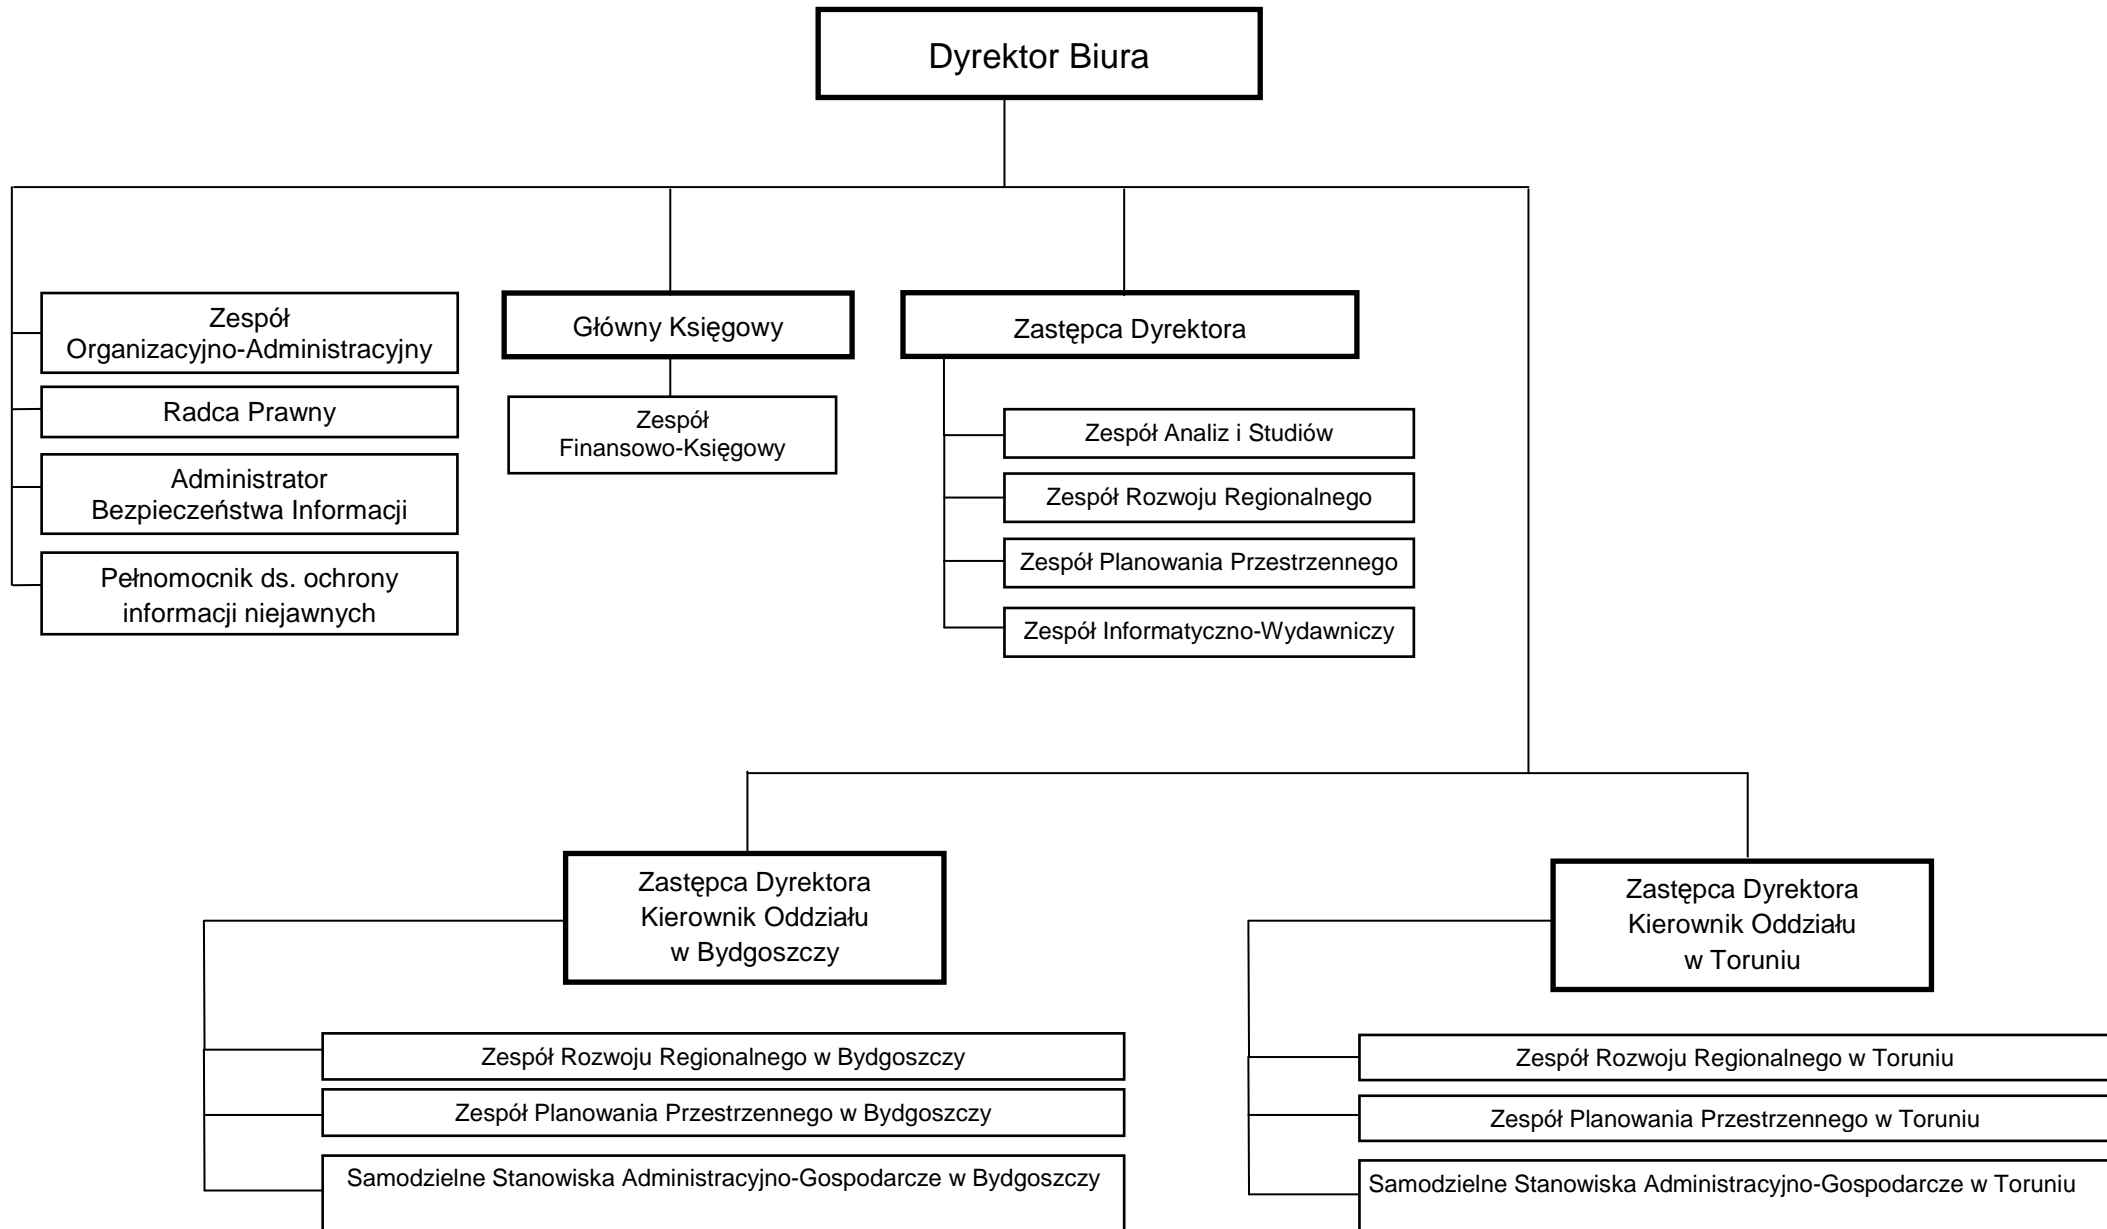 Dyrektor Biura
Zespół
Organizacyjno-Administracyjny
Radca Prawny
Administrator
Bezpieczeństwa Informacji
Pełnomocnik ds. ochrony
informacji niejawnych
Główny Księgowy
Zespół
Finansowo-Księgowy
Zastępca Dyrektora
Zespół Analiz i Studiów
Zespół Rozwoju Regionalnego
Zespół Planowania Przestrzennego
Zespół Informatyczno-Wydawniczy
Zastępca Dyrektora
Kierownik Oddziału
w Bydgoszczy
Zespół Rozwoju Regionalnego w Bydgoszczy
Zespół Planowania Przestrzennego w Bydgoszczy
Samodzielne Stanowiska Administracyjno-Gospodarcze w Bydgoszczy
Zastępca Dyrektora
Kierownik Oddziału
w Toruniu
Zespół Rozwoju Regionalnego w Toruniu
Zespół Planowania Przestrzennego w Toruniu
Samodzielne Stanowiska Administracyjno-Gospodarcze w Toruniu